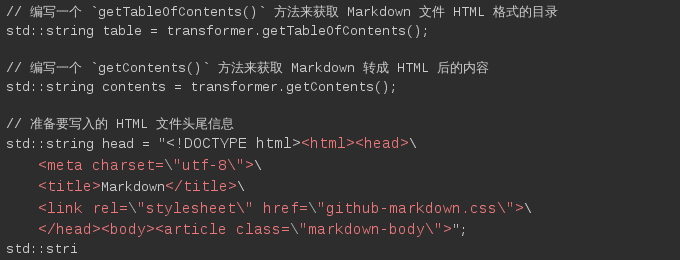 // 编写一个 `getTableOfContents()` 方法来获取 Markdown 文件 HTML 格式的目录
std::string table = transformer.getTableOfContents();
// 编写一个 `getContents()` 方法来获取 Markdown 转成 HTML 后的内容
std::string contents = transformer.getContents();
// 准备要写入的 HTML 文件头尾信息
std::string head = "<!DOCTYPE html><html><head>\
<meta charset=\"utf-8\">\
<title>Markdown</title>\
<link rel=\"stylesheet\" href=\"github-markdown.css\">\
</head><body><article class=\"markdown-body\">";
std::stri